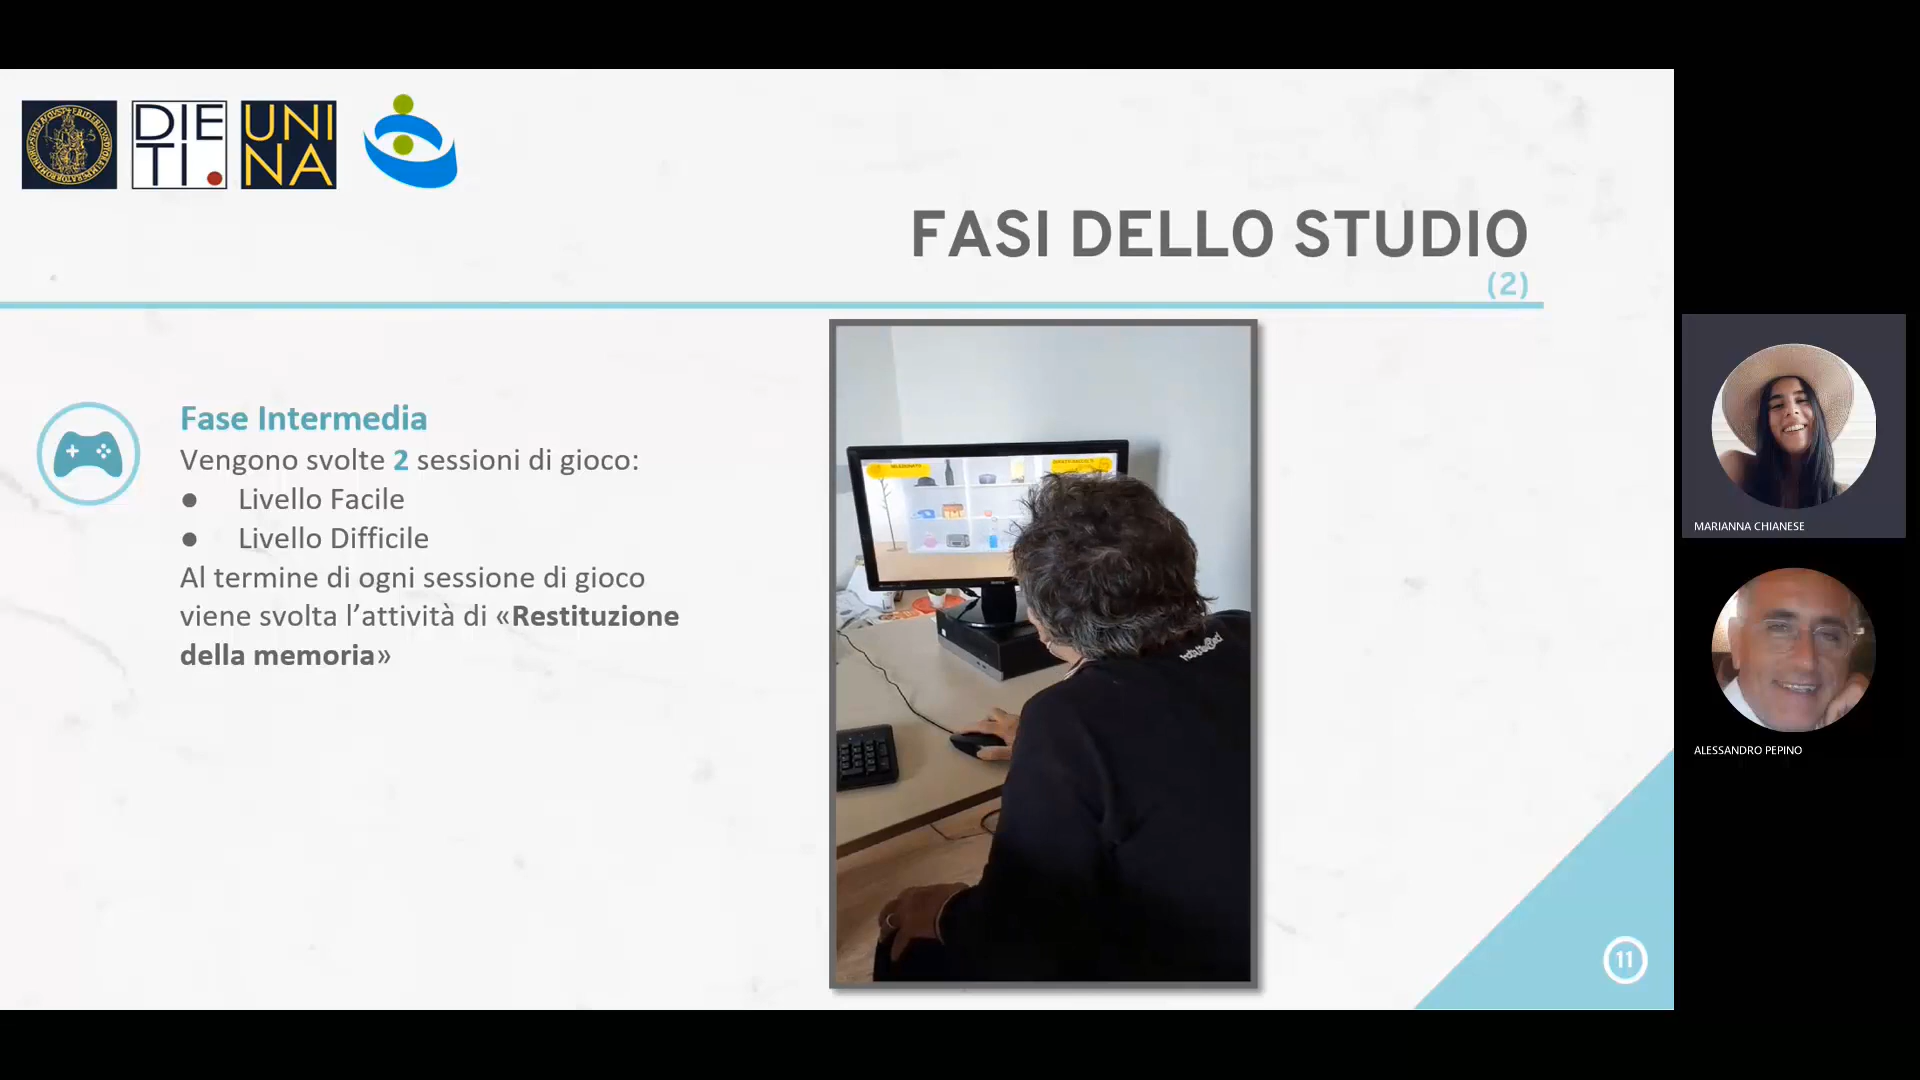 DIE
TI.
UNI
NA
FASI DELLO STUDIO
(2)
Fase Intermedia
Vengono svolte 2 sessioni di gioco:
● Livello Facile
● Livello Difficile
Al termine di ogni sessione di gioco
viene svolta l’attività di «Restituzione
della memoria»
11
MARIANNA CHIANESE
ALESSANDRO PEPINO